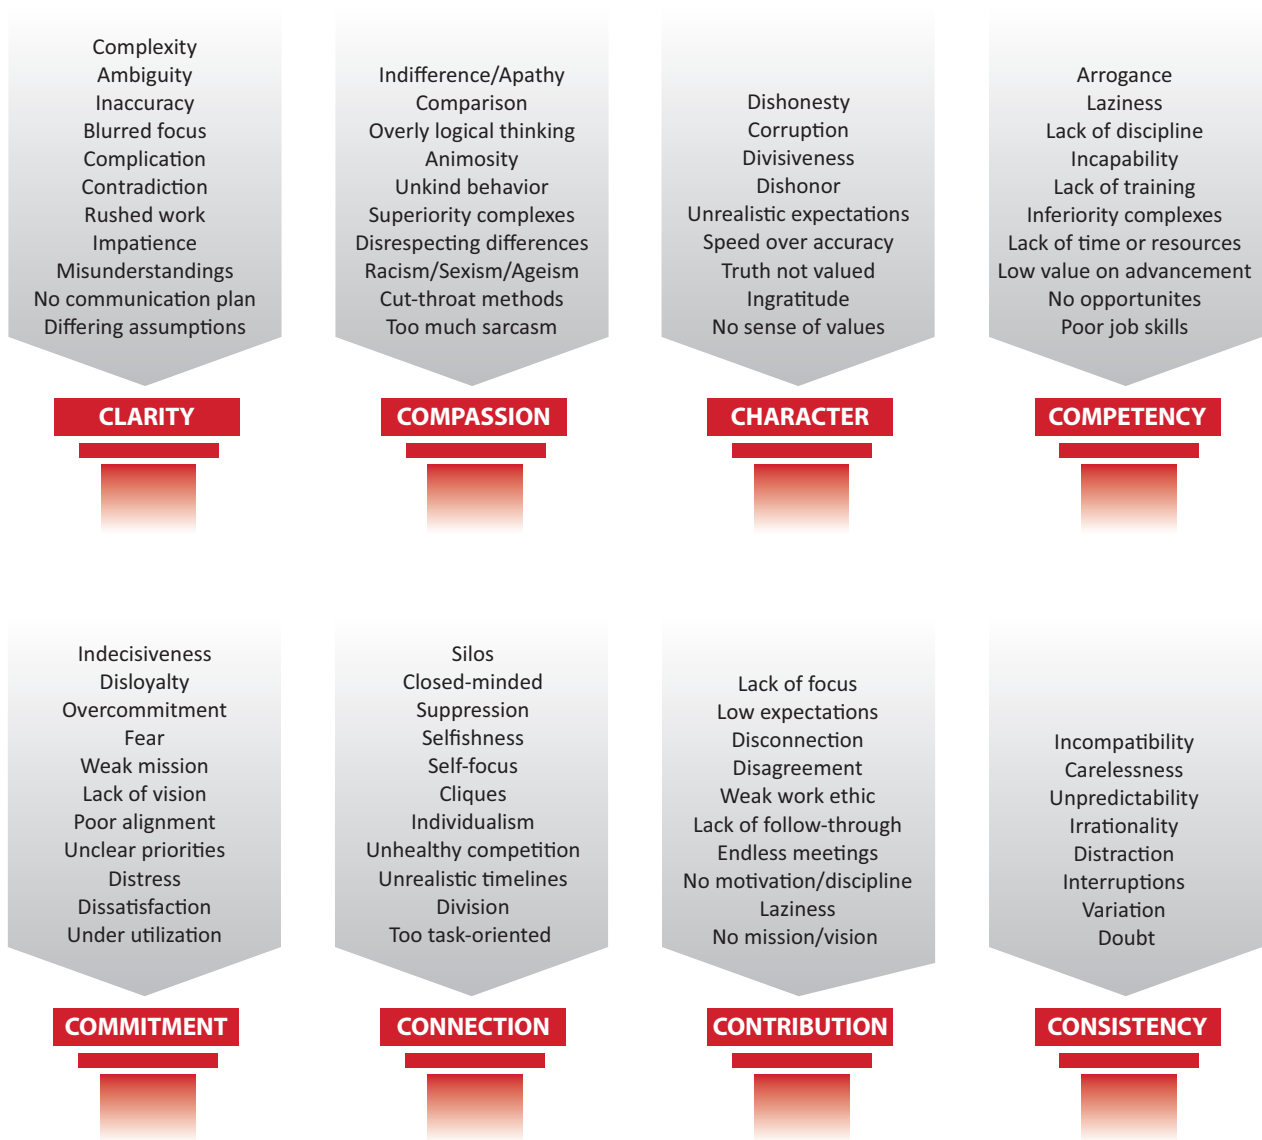 Complexity
Ambiguity
Inaccuracy
Blurred focus
Complication
Contradiction
Rushed work
Impatience
Misunderstandings
No communication plan
Differing assumptions
CLARITY
Indifference/Apathy
Comparison
Overly logical thinking
Animosity
Unkind behavior
Superiority complexes
Disrespecting differences
Racism/Sexism/Ageism
Cut-throat methods
Too much sarcasm
COMPASSION
Dishonesty
Corruption
Divisiveness
Dishonor
Unrealistic expectations
Speed over accuracy
Truth not valued
Ingratitude
No sense of values
CHARACTER
Arrogance
Laziness
Lack of discipline
Incapability
Lack of training
Inferiority complexes
Lack of time or resources
Low value on advancement
No opportunites
Poor job skills
COMPETENCY
Indecisiveness
Disloyalty
Overcommitment
Fear
Weak mission
Lack of vision
Poor alignment
Unclear priorities
Distress
Dissatisfaction
Under utilization
COMMITMENT
Silos
Closed-minded
Suppression
Selfishness
Self-focus
Cliques
Individualism
Unhealthy competition
Unrealistic timelines
Division
Too task-oriented
CONNECTION
Lack of focus
Low expectations
Disconnection
Disagreement
Weak work ethic
Lack of follow-through
Endless meetings
No motivation/discipline
Laziness
No mission/vision
CONTRIBUTION
Incompatibility
Carelessness
Unpredictability
Irrationality
Distraction
Interruptions
Variation
Doubt
CONSISTENCY